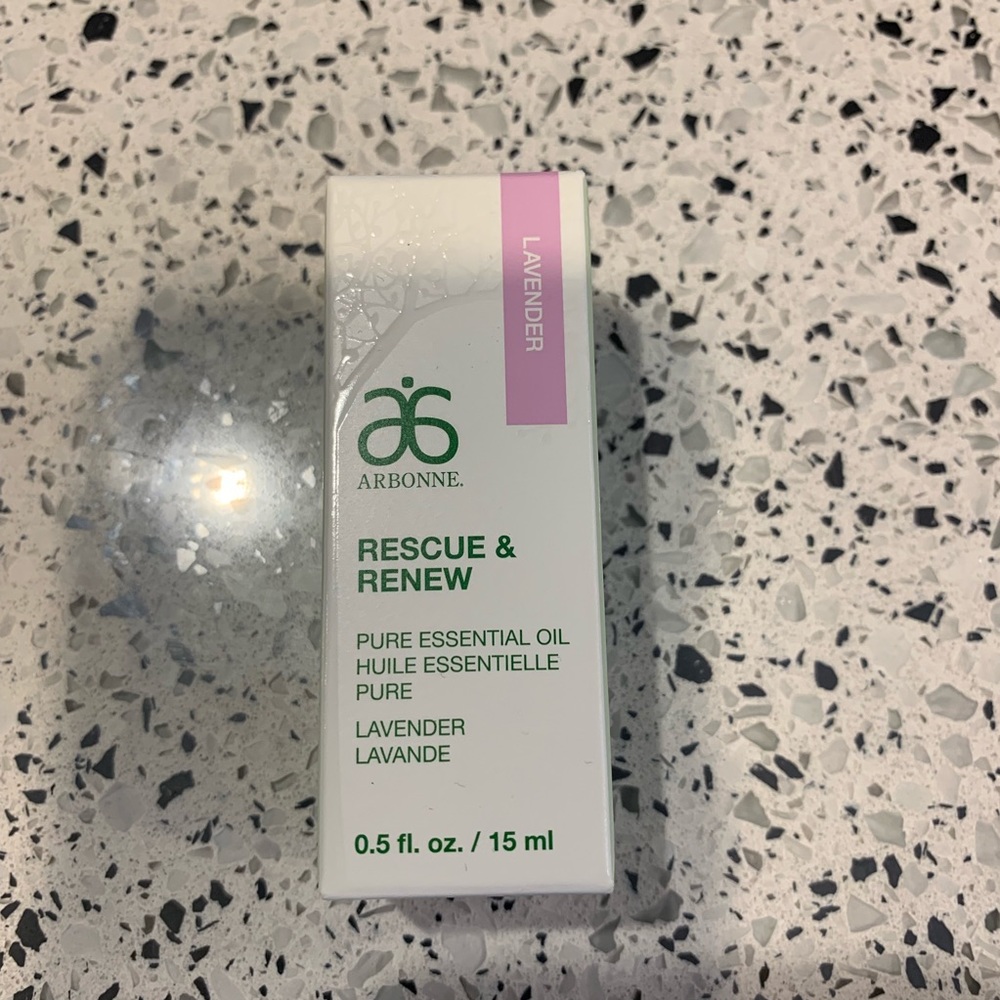 LAVENDER
ARBONNE.
RESCUE &
RENEW
PURE ESSENTIAL OIL
HUILE ESSENTIELLE
PURE
LAVENDER
LAVANDE
0.5 fl. oz. / 15 ml